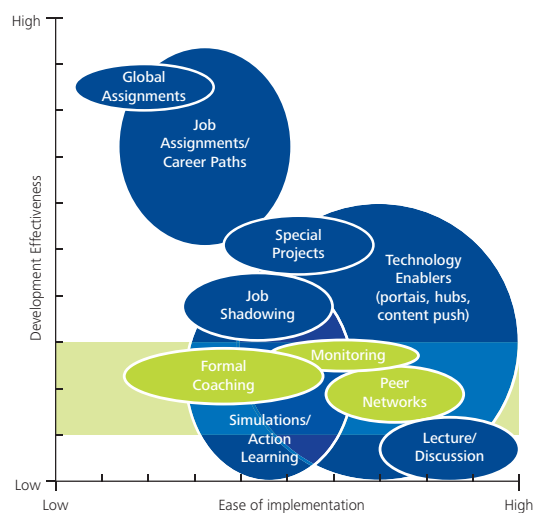 High
Global
Assignments
Job
Assignments/
Career Paths
Development Effectiveness
Special
Projects
Technology
Enablers
(portais, hubs,
content push)
Job
Shadowing
Monitoring
Formal
Coaching
Peer
Networks
Simulations/
Action
Learning
Lecture/
Discussion
Low
Low
Ease of implementation
High